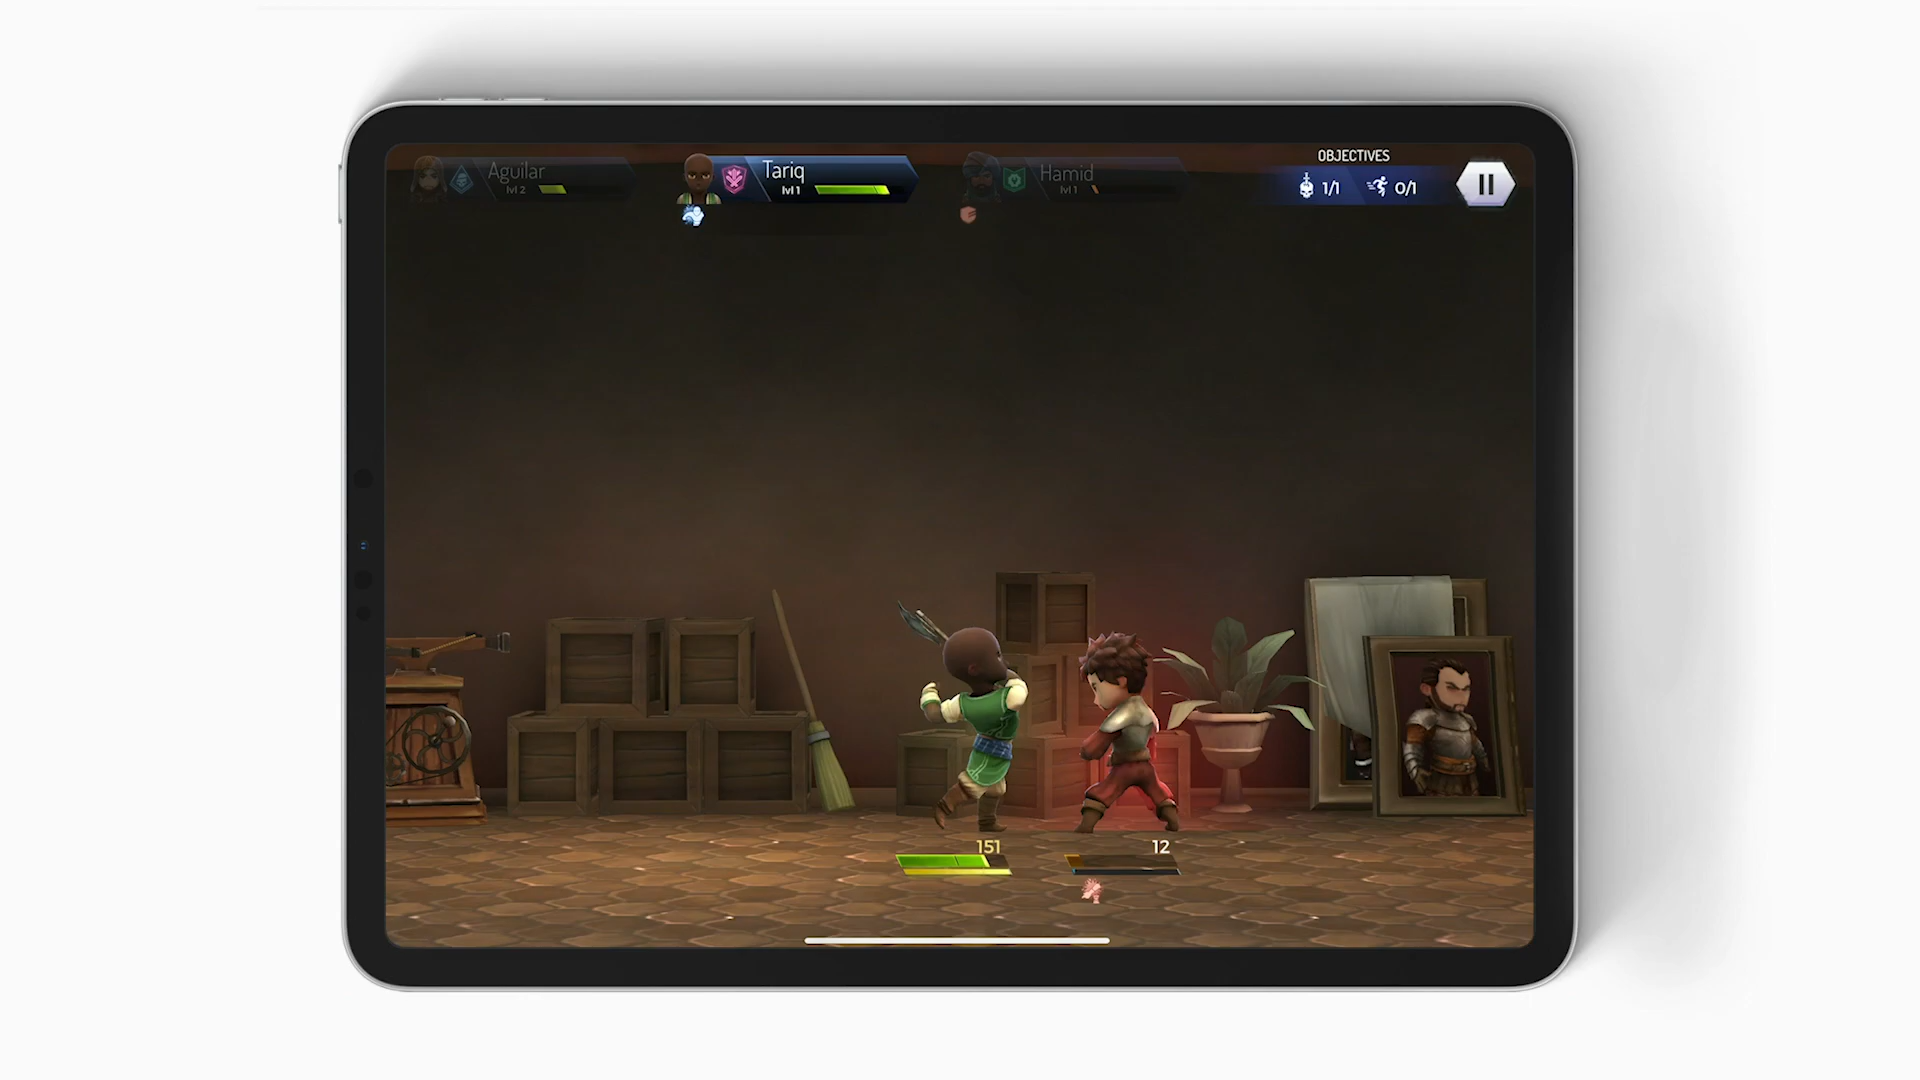 Aguilar
lvl 2
Tariq
lvl 1
Hamid
lvl 1
OBJECTIVES
1/1
0/1
151
12